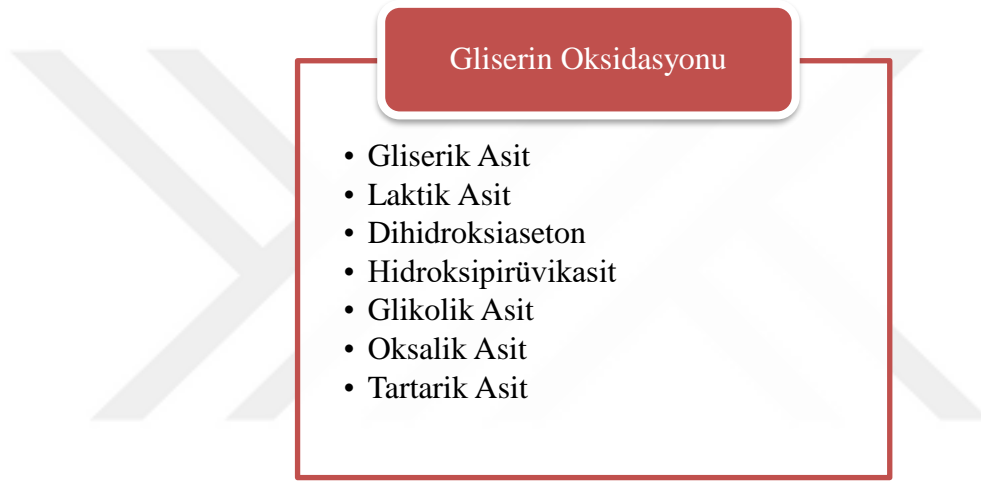 Gliserin Oksidasyonu
• Gliserik Asit
• Laktik Asit
• Dihidroksiaseton
• Hidroksipirüvikasit
• Glikolik Asit
• Oksalik Asit
• Tartarik Asit